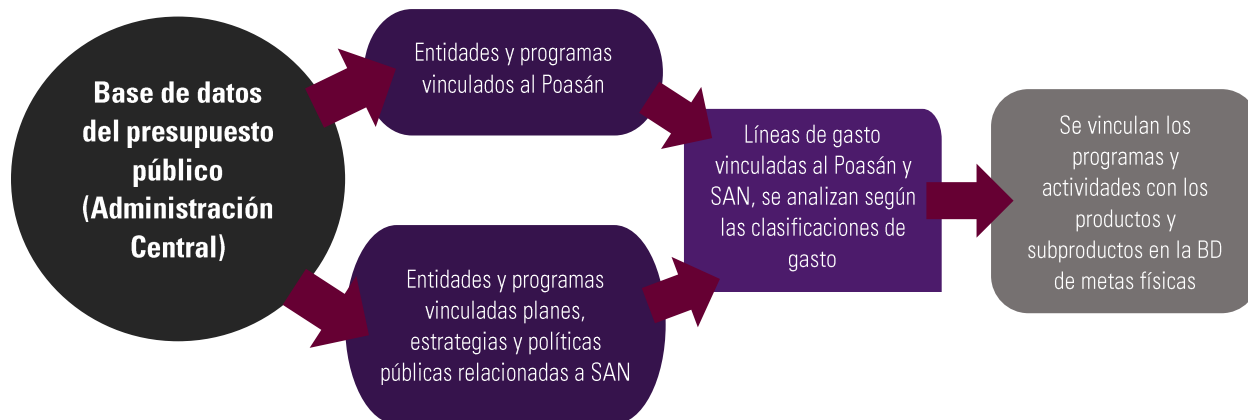 Base de datos
del presupuesto
público
(Administración
Central)
Entidades y programas
vinculados al Poasán
Entidades y programas
vinculadas planes,
estrategias y políticas
públicas relacionadas a SAN
Líneas de gasto
vinculadas al Poasán y
SAN, se analizan según
las clasificaciones de
gasto
Se vinculan los
programas y
actividades con los
productos y
subproductos en la BD
de metas físicas